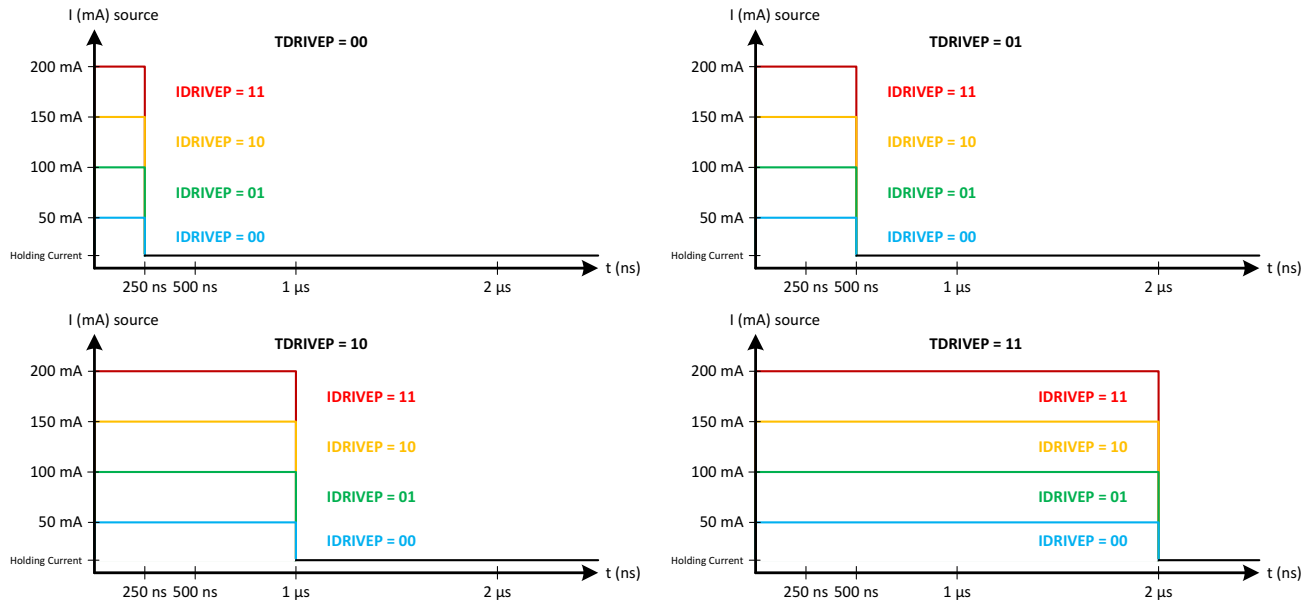 I (mA) source
TDRIVEP = 00
200 mA
IDRIVEP = 11
150 mA
IDRIVEP = 10
100 mA
IDRIVEP = 01
50 mA
IDRIVEP = 00
Holding Current
t (ns)
250 ns 500 ns 1 µs 2 µs
I (mA) source
TDRIVEP = 01
200 mA
IDRIVEP = 11
150 mA
IDRIVEP = 10
100 mA
IDRIVEP = 01
50 mA
IDRIVEP = 00
Holding Current
t (ns)
250 ns 500 ns 1 µs 2 µs
I (mA) source
TDRIVEP = 10
200 mA
IDRIVEP = 11
150 mA
IDRIVEP = 10
100 mA
IDRIVEP = 01
50 mA
IDRIVEP = 00
Holding Current
t (ns)
250 ns 500 ns 1 µs 2 µs
I (mA) source
TDRIVEP = 11
200 mA
IDRIVEP = 11
150 mA
IDRIVEP = 10
100 mA
IDRIVEP = 01
50 mA
IDRIVEP = 00
Holding Current
t (ns)
250 ns 500 ns 1 µs 2 µs